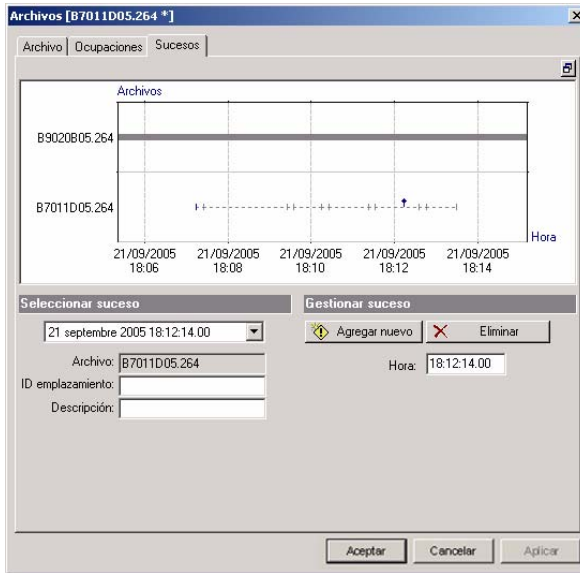 Archivos [B7011D05.264 *]
Archivo Ocupaciones Sucesos
Archivos
B9020B05.264
B7011D05.264
Hora
21/09/2005 21/09/2005 21/09/2005 21/09/2005 21/09/2005
18:06 18:08 18:10 18:12 18:14
Seleccionar suceso
21 septembre 2005 18:12:14.00
Archivo: B7011D05.264
ID emplazamiento:
Descripción:
Gestionar suceso
Agregar nuevo Eliminar
Hora: 18:12:14.00
Aceptar Cancelar Aplicar